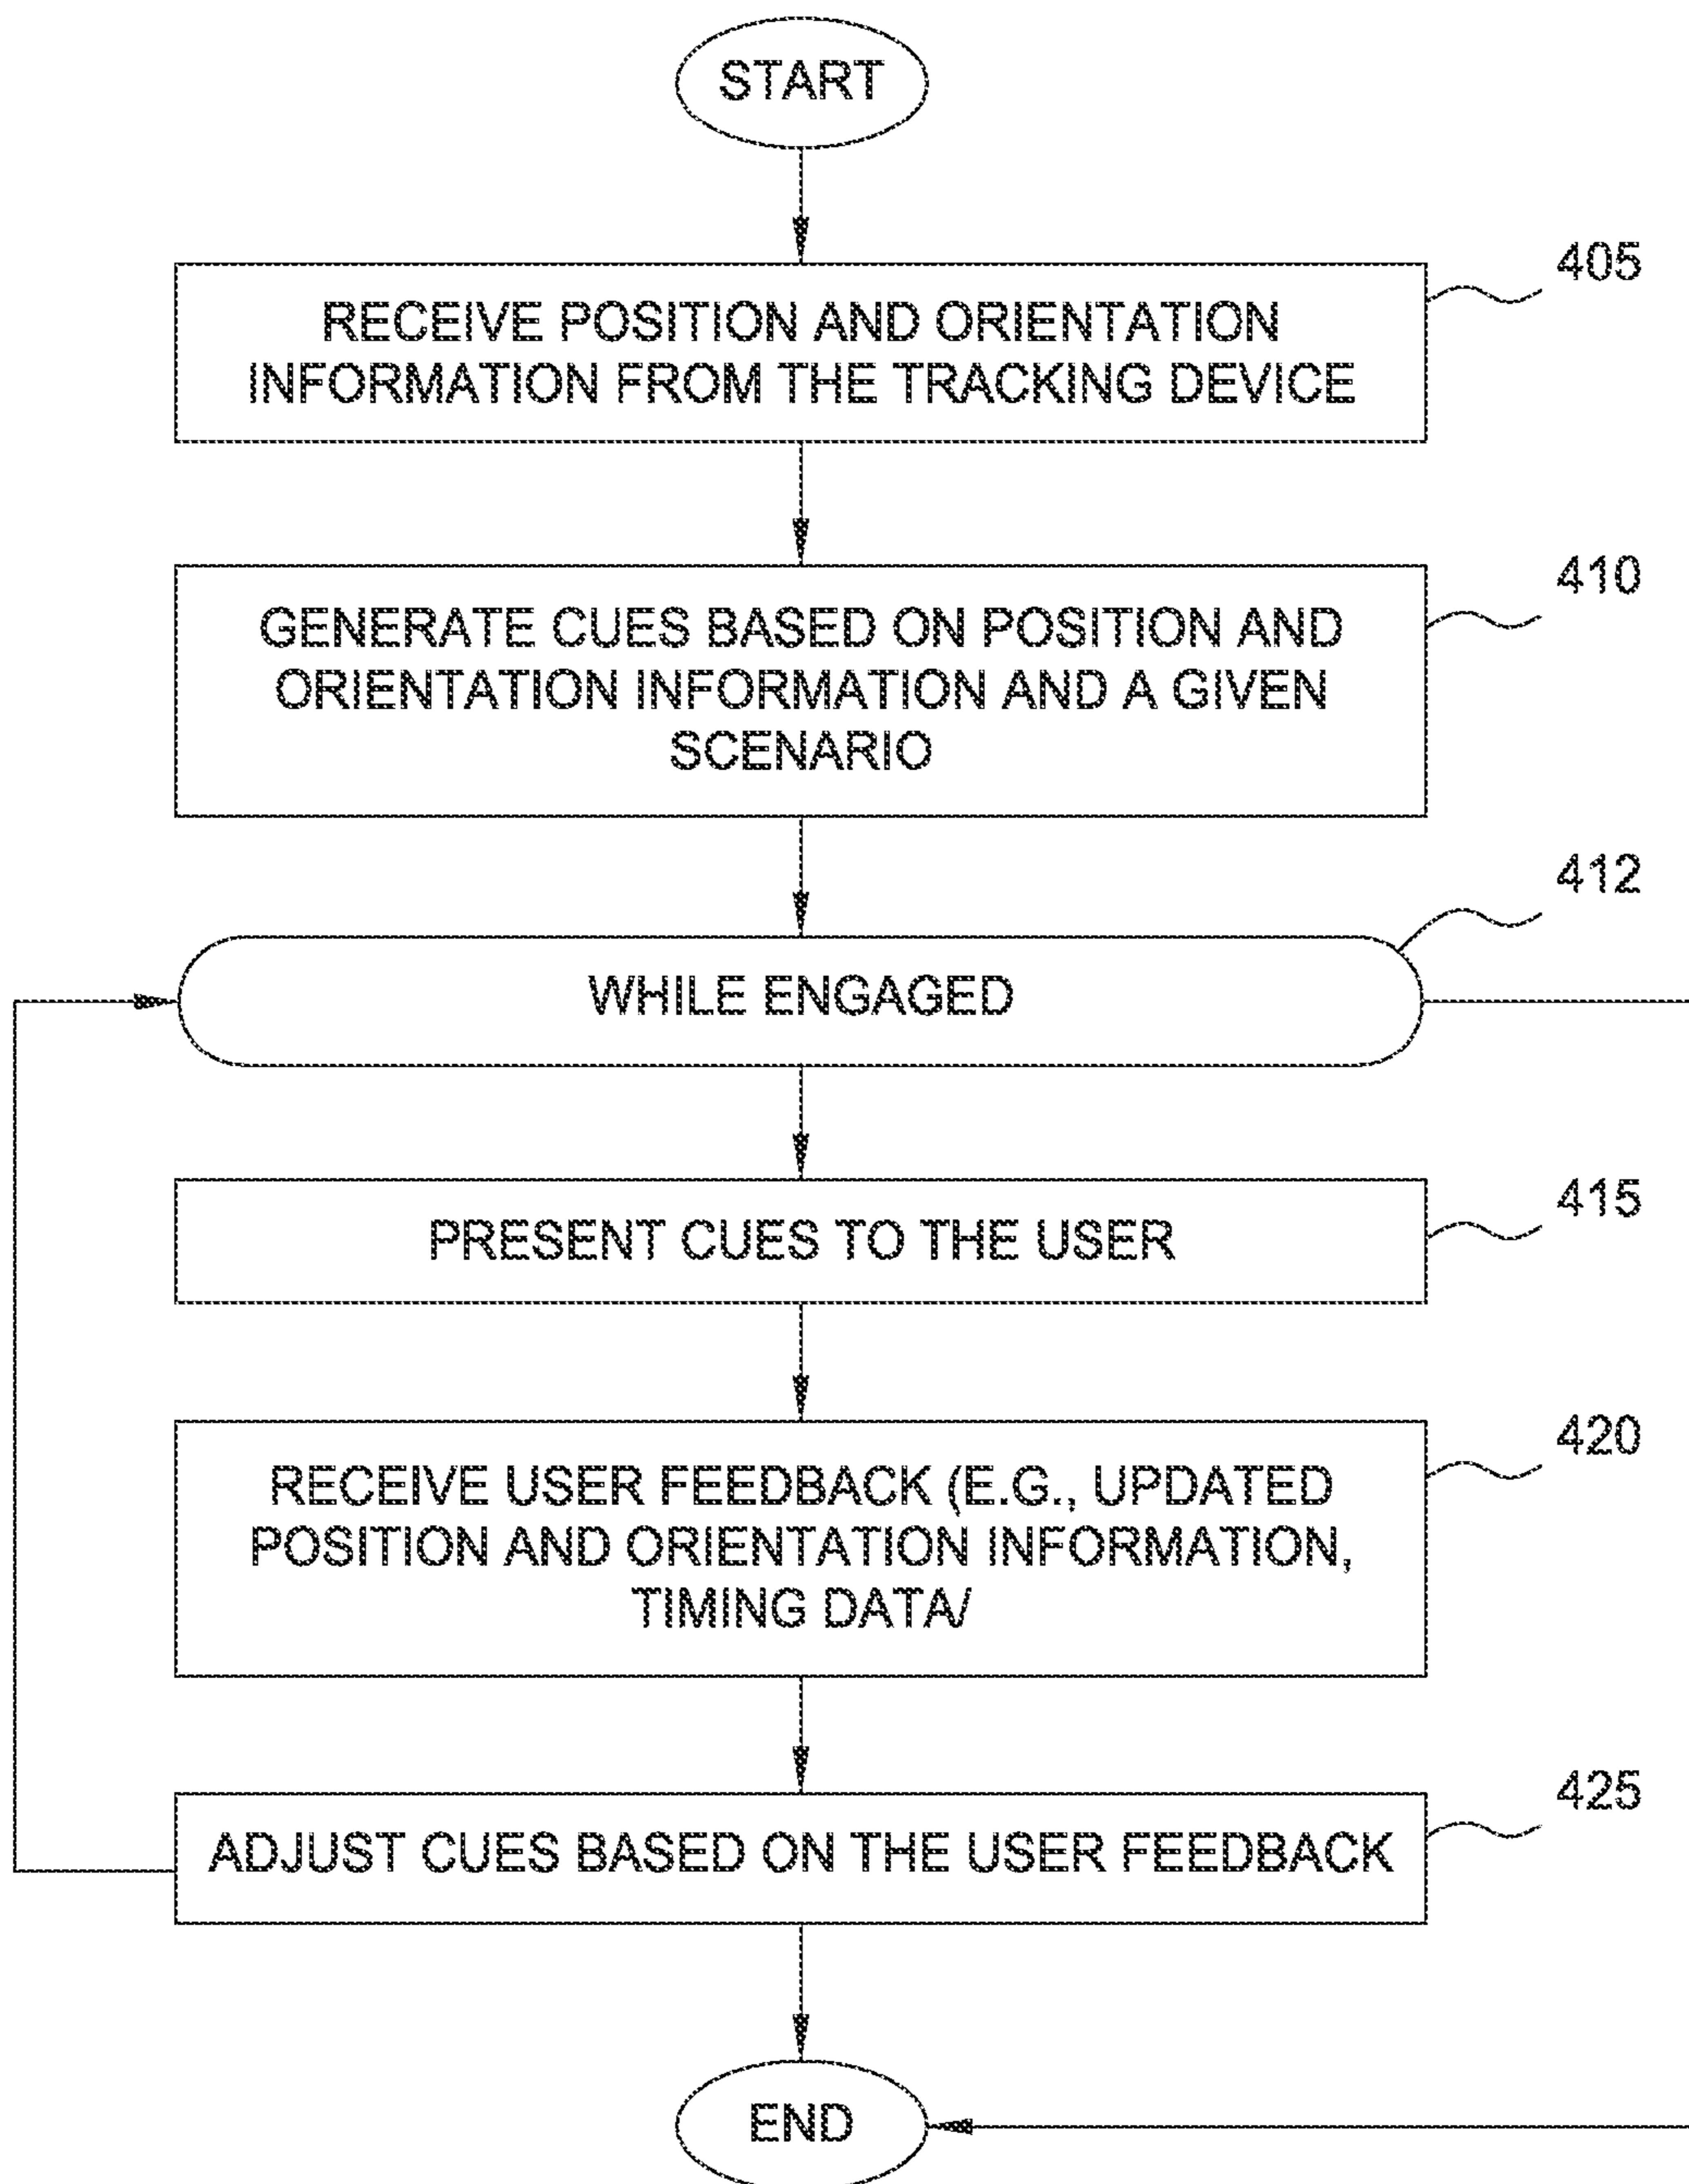 START
405
RECEIVE POSITION AND ORIENTATION
INFORMATION FROM THE TRACKING DEVICE
410
GENERATE CUES BASED ON POSITION AND
ORIENTATION INFORMATION AND A GIVEN
SCENARIO
412
WHILE ENGAGED
415
PRESENT CUES TO THE USER
420
RECEIVE USER FEEDBACK (E.G., UPDATED
POSITION AND ORIENTATION INFORMATION,
TIMING DATA/
425
ADJUST CUES BASED ON THE USER FEEDBACK
END